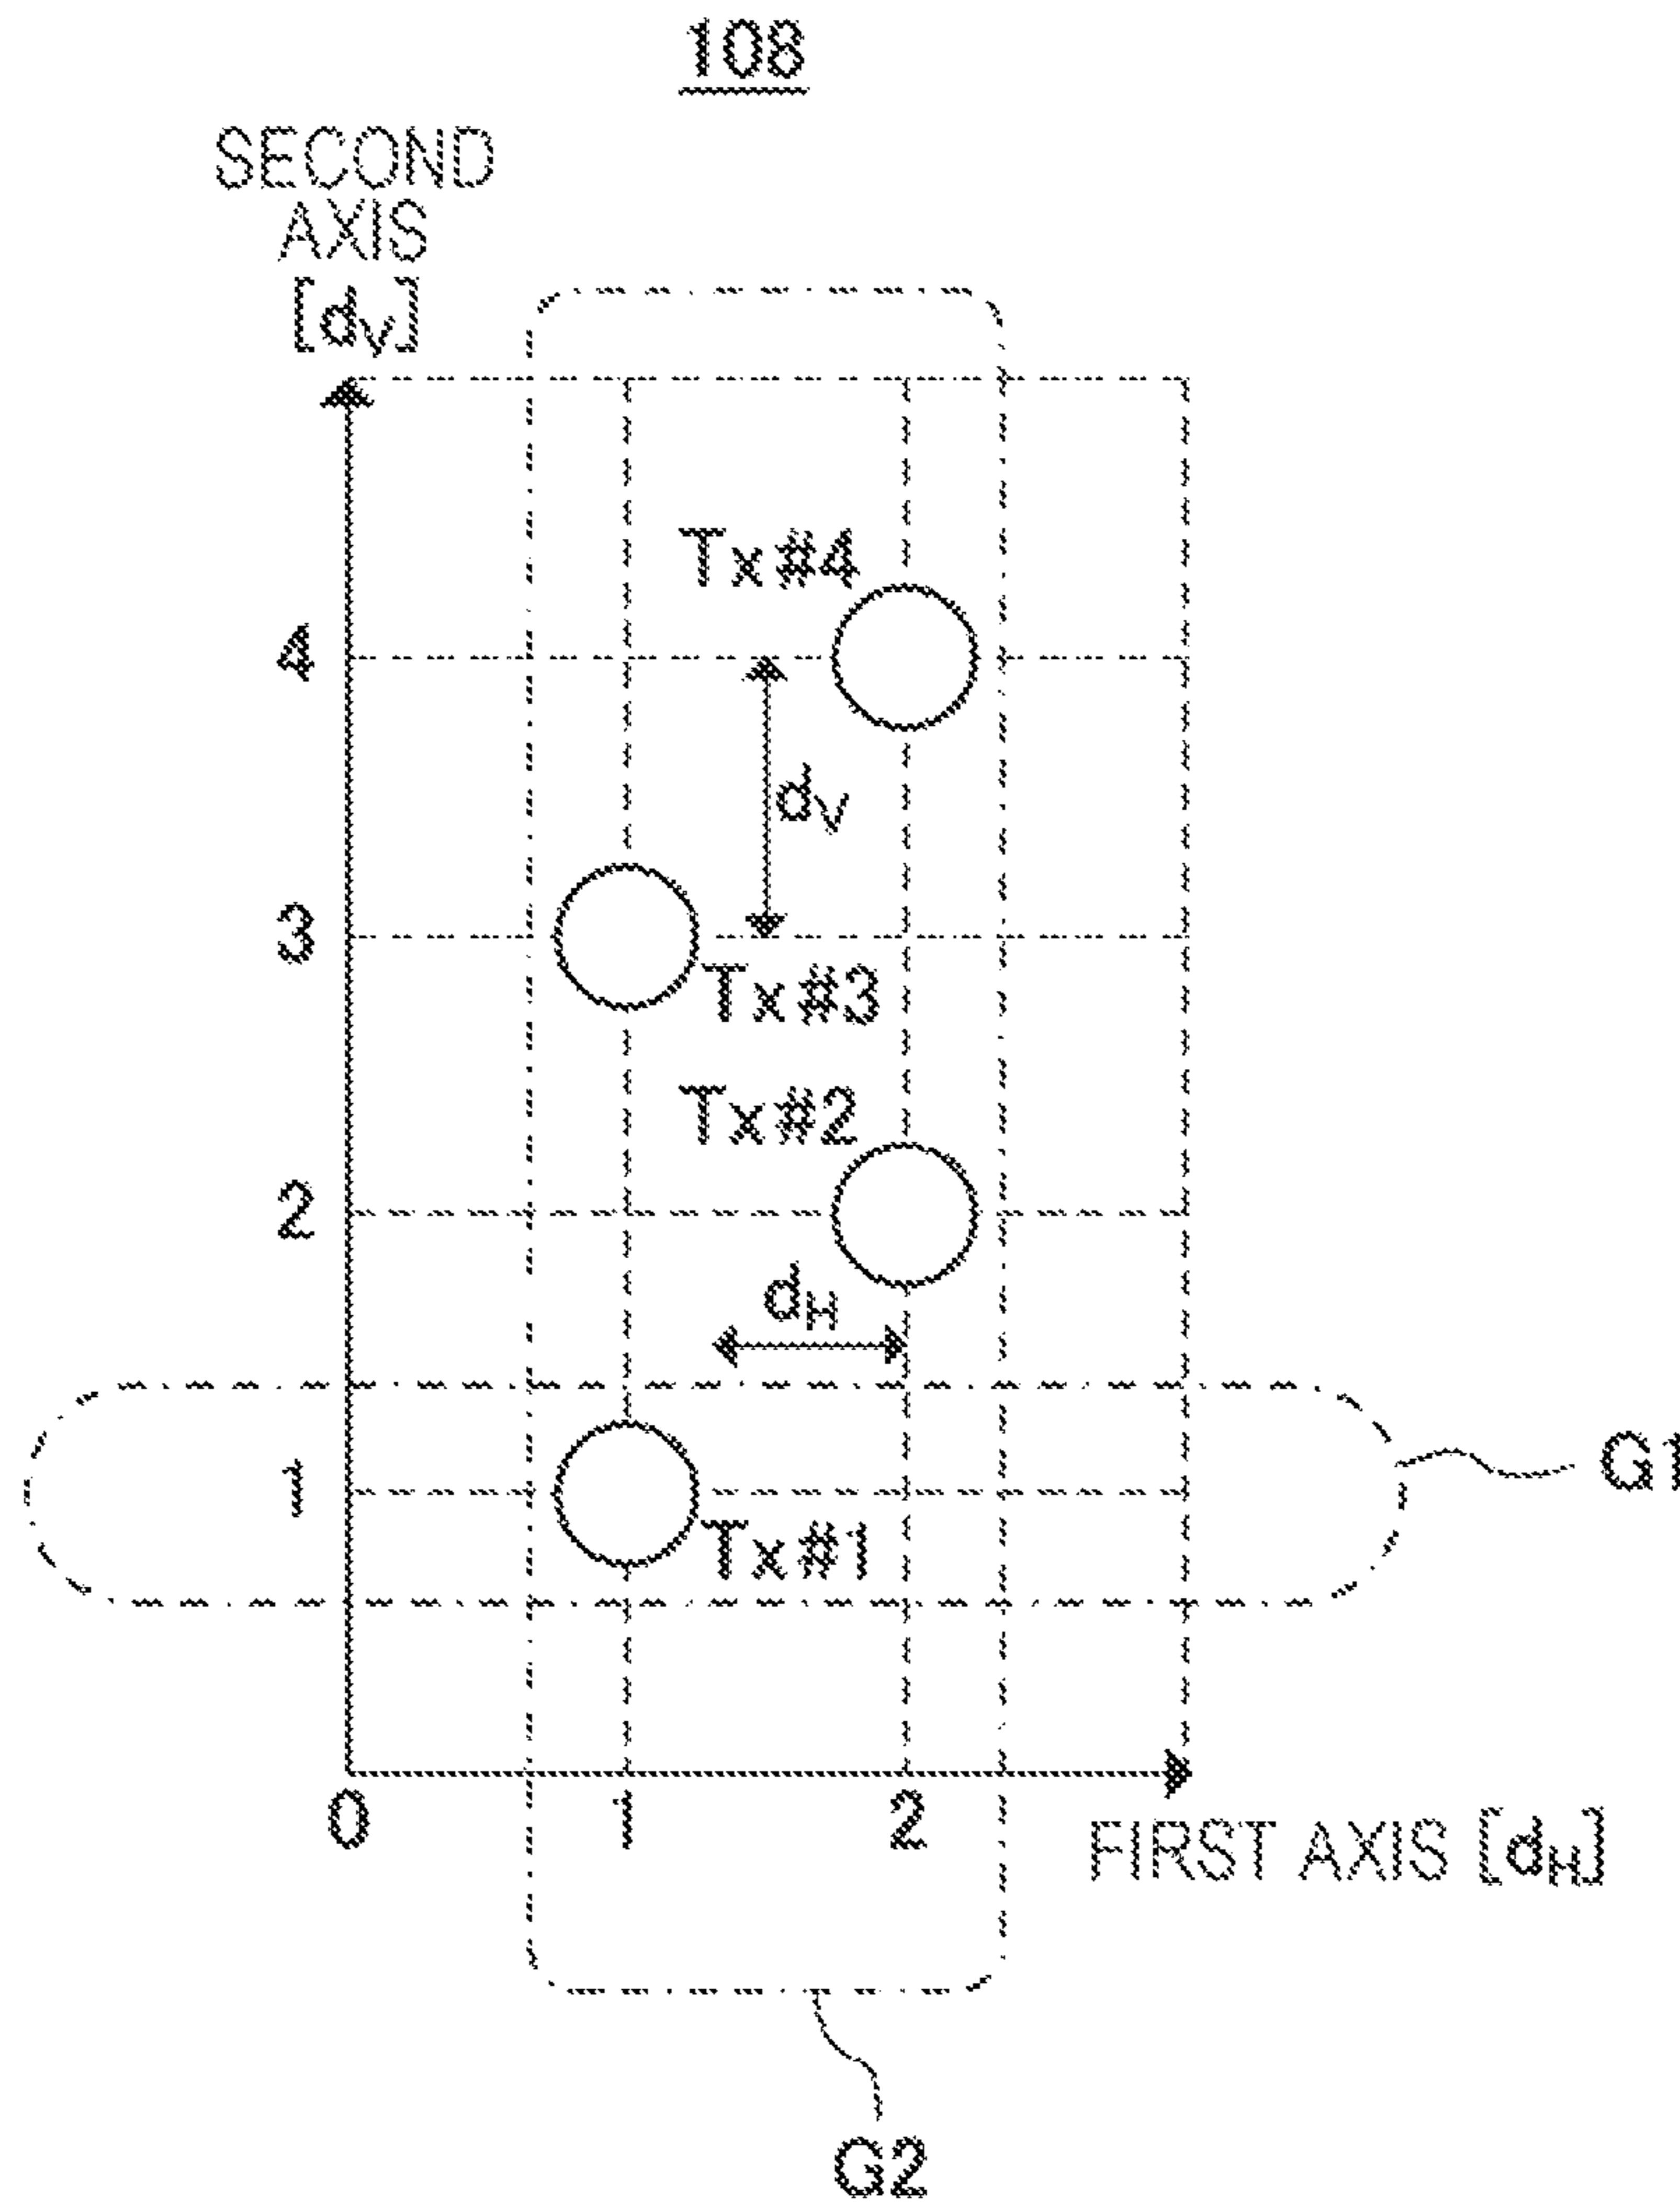 108
SECOND
AXIS
[dV]
Tx#4
4
dV
3
Tx#3
Tx#2
2
dH
G1
1
Tx#1
0 1 2
FIRST AXIS [dH]
G2